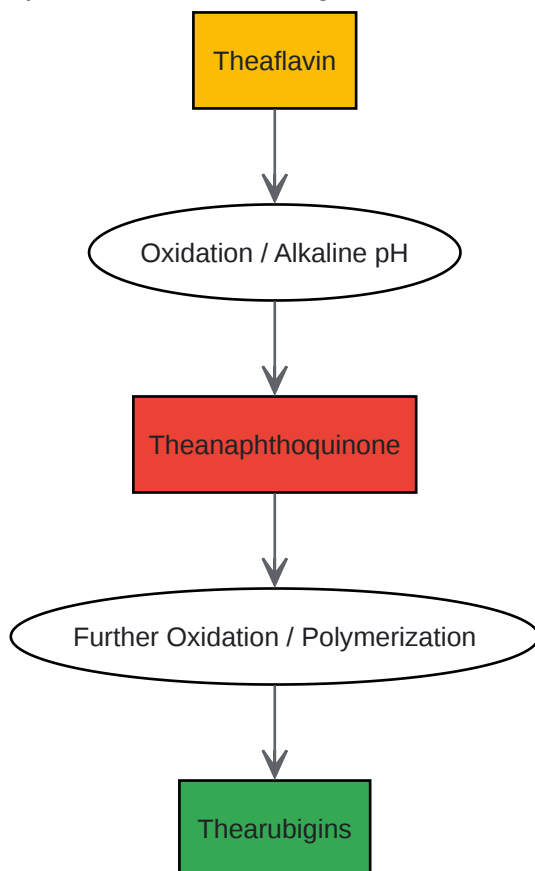 Theaflavin
Oxidation / Alkaline pH
Theanaphthoquinone
Further Oxidation / Polymerization
Thearubigins